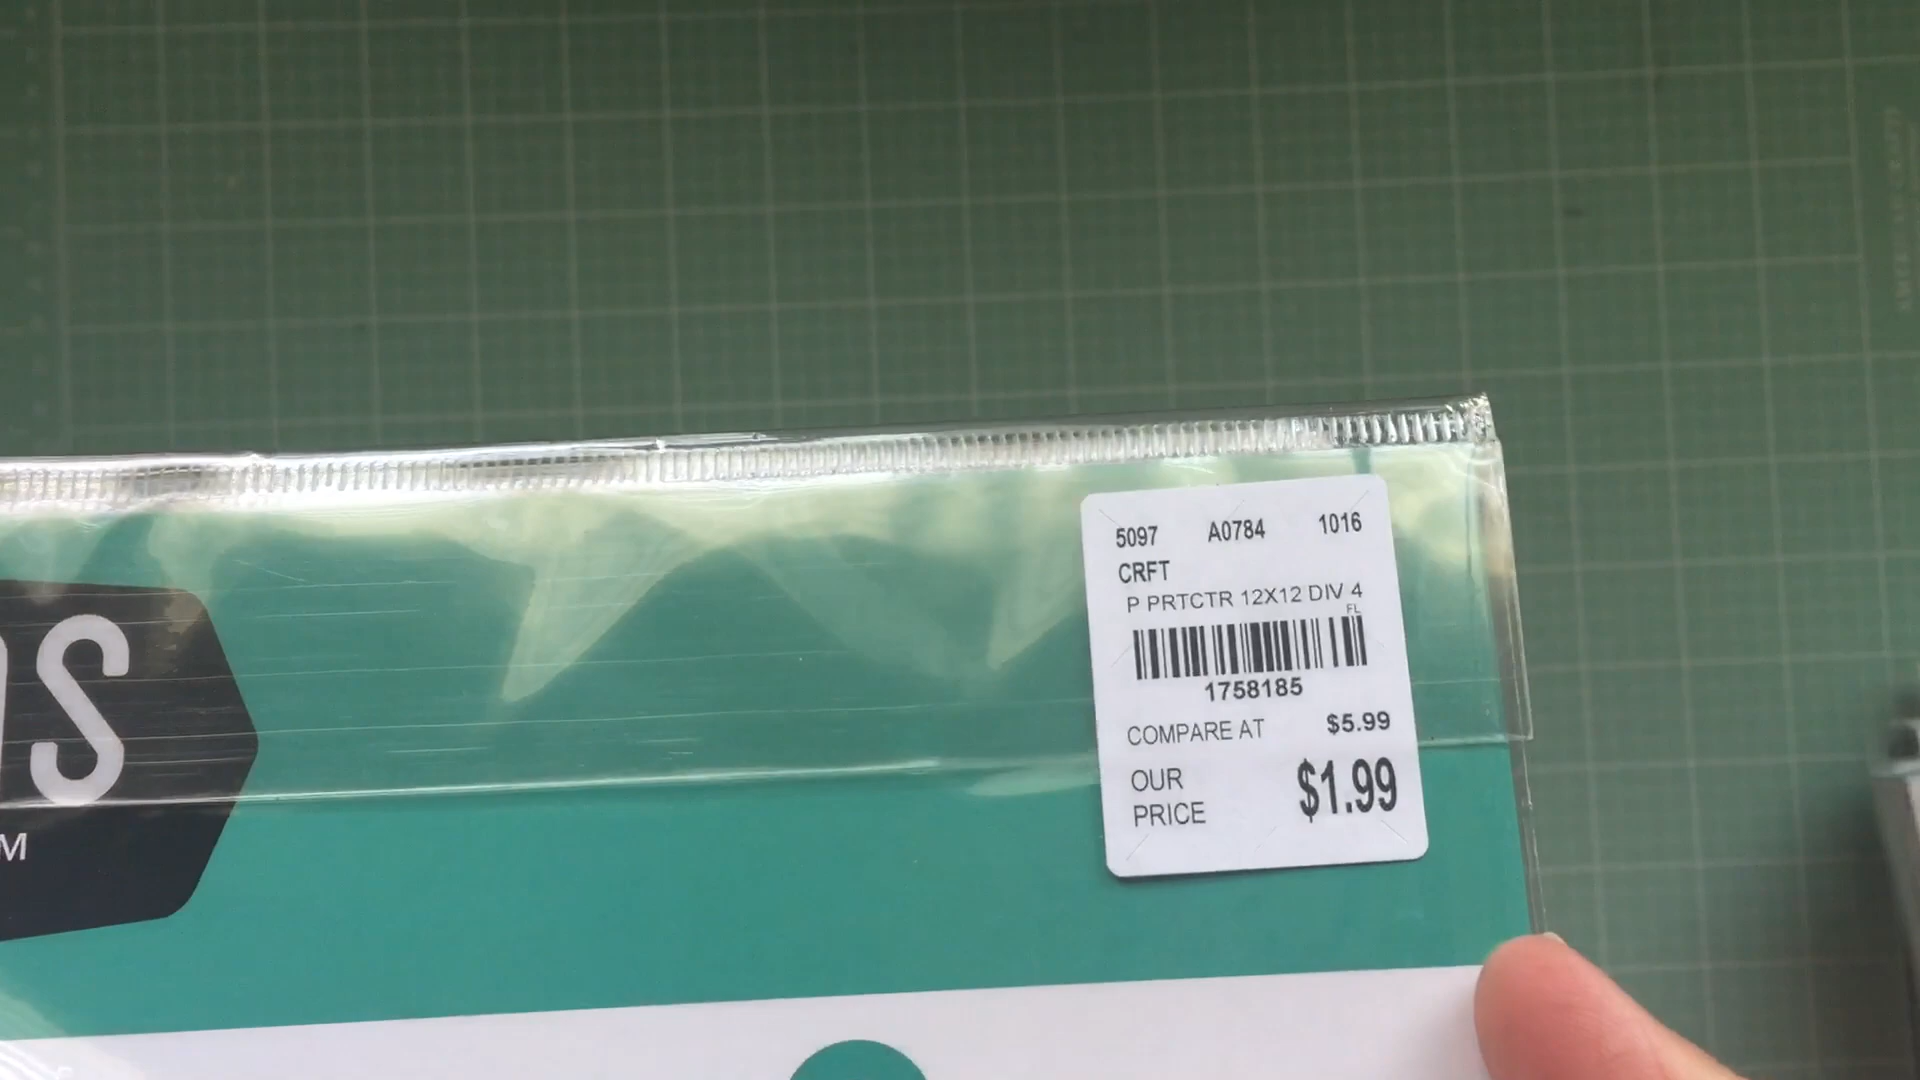 5097 A0784 1016
CRFT
P PRTCTR 12X12 DIV 4
FL
1758185
COMPARE AT $5.99
OUR PRICE $1.99
S
M